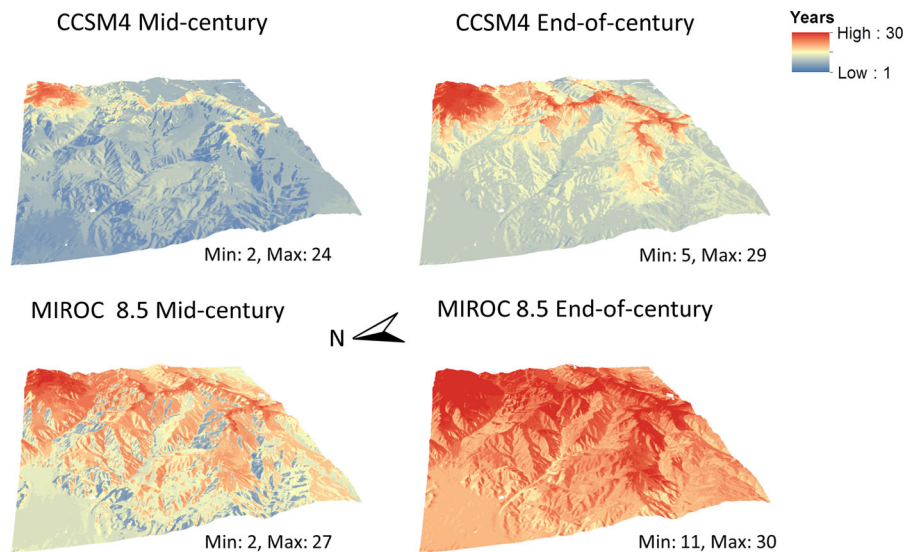 CCSM4 Mid-century
CCSM4 End-of-century
Years
High : 30
Low : 1
Min: 2, Max: 24
Min: 5, Max: 29
MIROC 8.5 Mid-century
N
MIROC 8.5 End-of-century
Min: 2, Max: 27
Min: 11, Max: 30